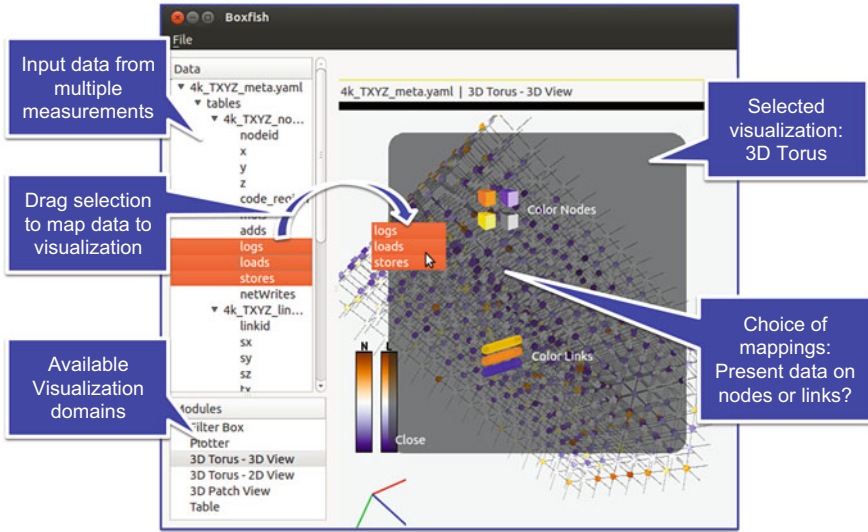 Boxfish
File
Input data from
multiple
measurements
Data
4k_TXYZ_meta.yaml
tables
4k_TXYZ_no...
nodeid
x
y
z
code_regi
adds
logs
loads
stores
netWrites
4k_TXYZ_lin...
linkid
sx
sy
sz
tx
4k_TXYZ_meta.yaml | 3D Torus - 3D View
Selected
visualization:
3D Torus
Drag selection
to map data to
visualization
logs
loads
stores
Color Nodes
Color Links
N L
Close
Choice of
mappings:
Present data on
nodes or links?
Available
Visualization
domains
Modules
Filter Box
Plotter
3D Torus - 3D View
3D Torus - 2D View
3D Patch View
Table